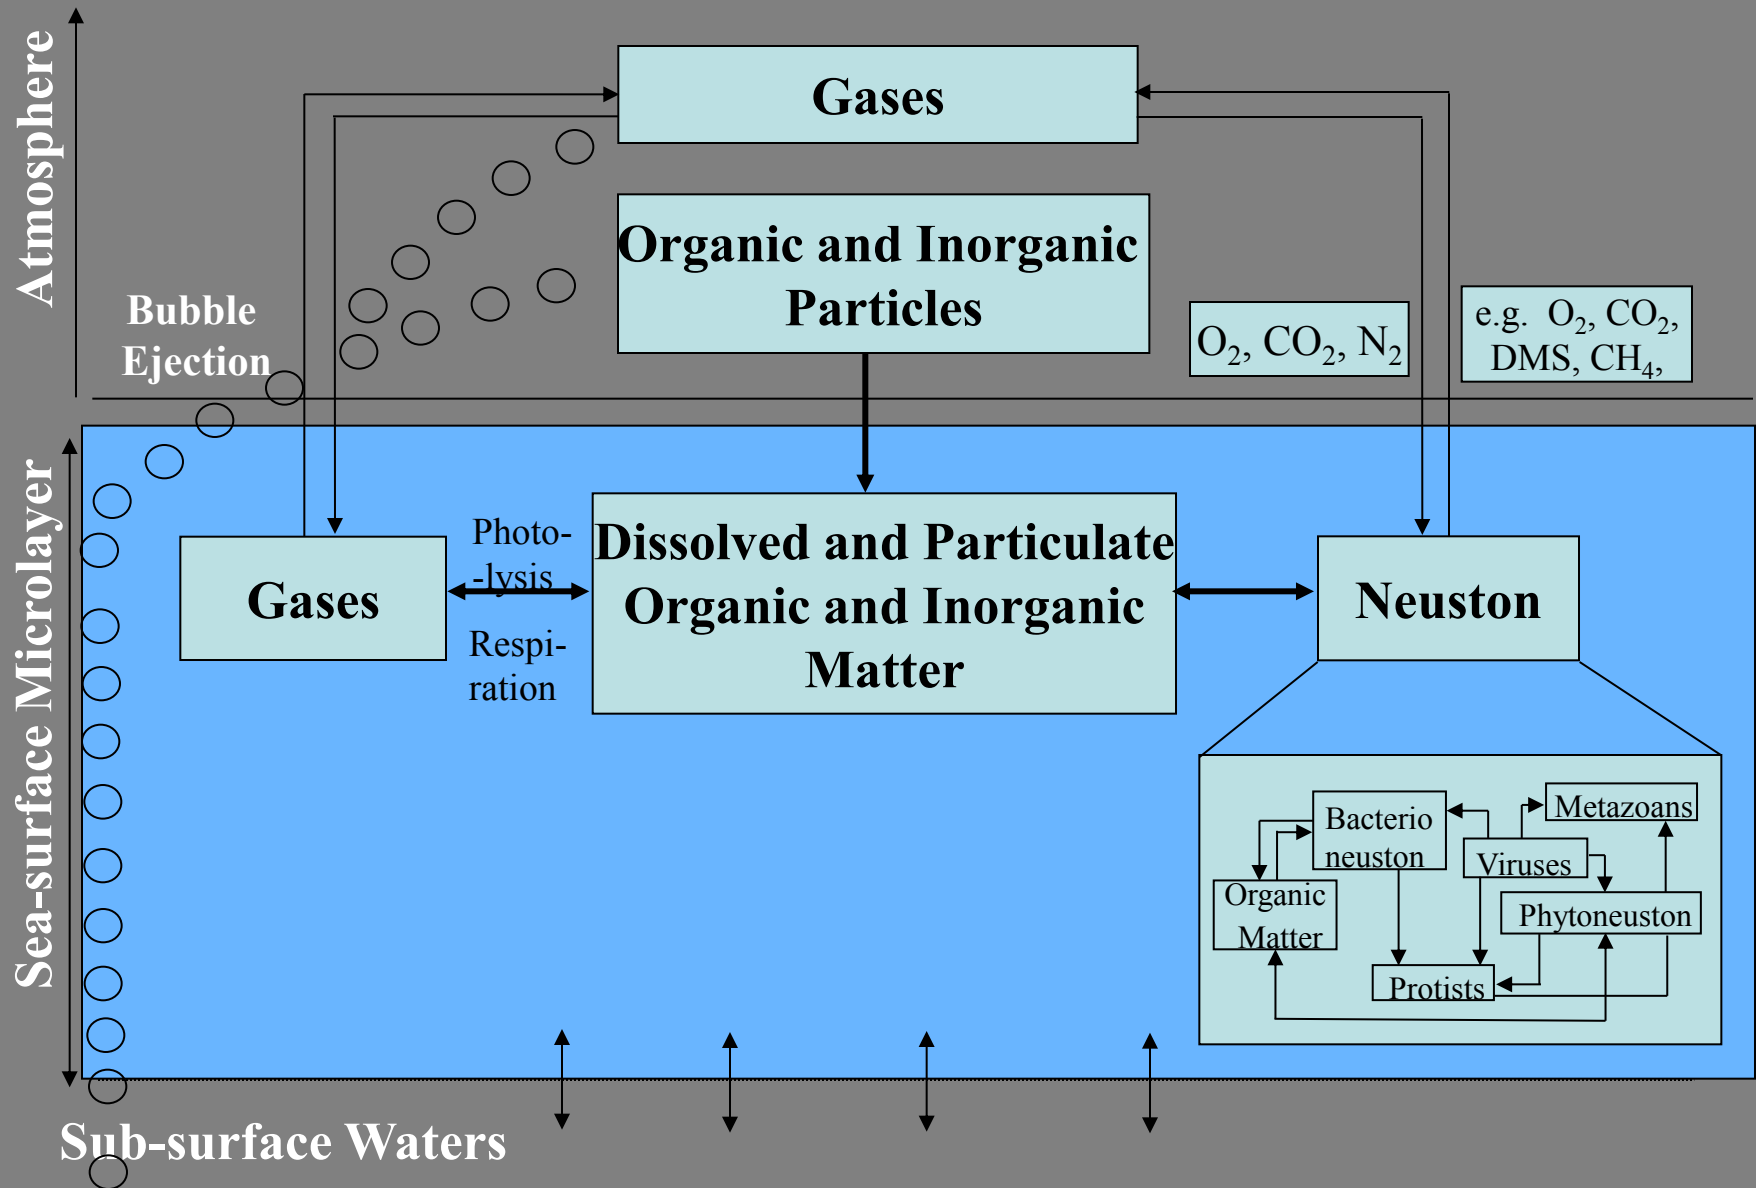 Atmosphere
Gases
Organic and Inorganic
Particles
Bubble
Ejection
O₂, CO₂, N₂
e.g. O₂, CO₂,
DMS, CH₄,
Sea-surface Microlayer
Gases
Photo-
-lysis
Respi-
ration
Dissolved and Particulate
Organic and Inorganic
Matter
Neuston
Bacterio
neuston
Metazoans
Viruses
Organic
Matter
Phytoneuston
Protists
Sub-surface Waters